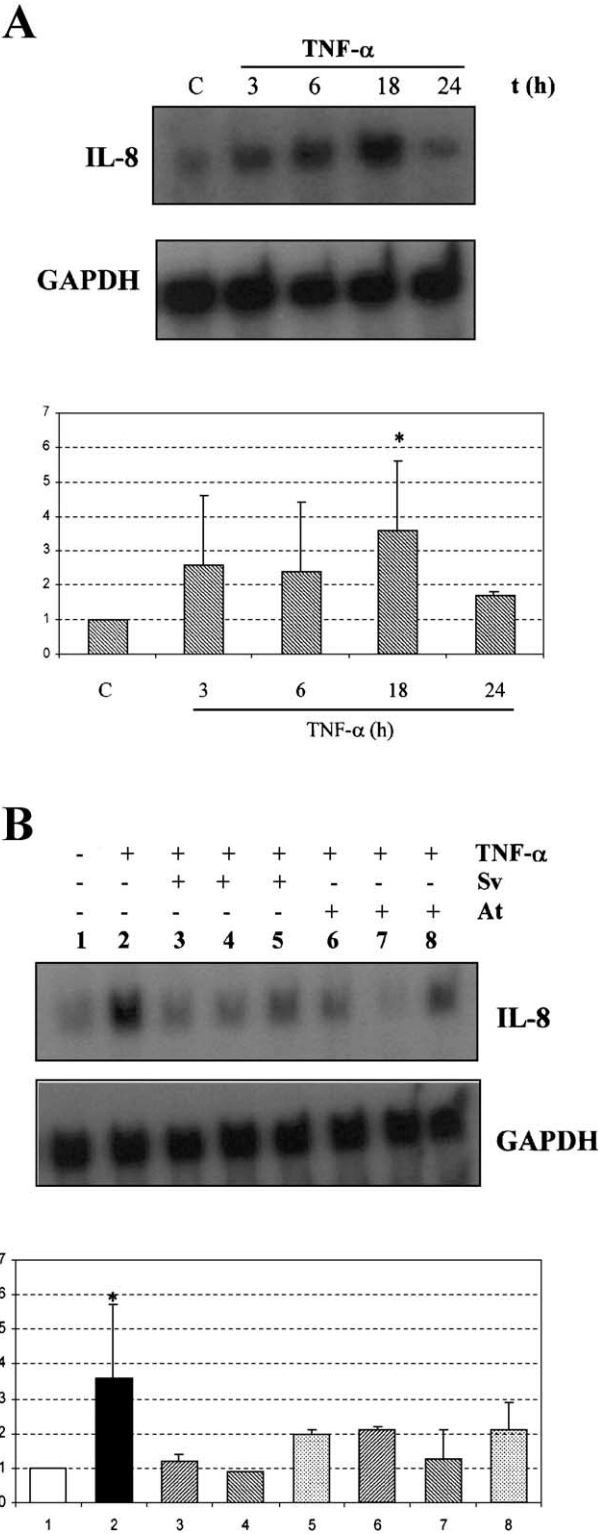 A
TNF-α
C 3 6 18 24 t (h)
IL-8
GAPDH
7
6
*
5
4
3
2
1
0
C 3 6 18 24
TNF-α (h)
B
- + + + + + + + TNF-α
- - + + + - - - Sv
- - - - - + + + At
1 2 3 4 5 6 7 8
IL-8
GAPDH
7
6
*
5
4
3
2
1
0
1 2 3 4 5 6 7 8